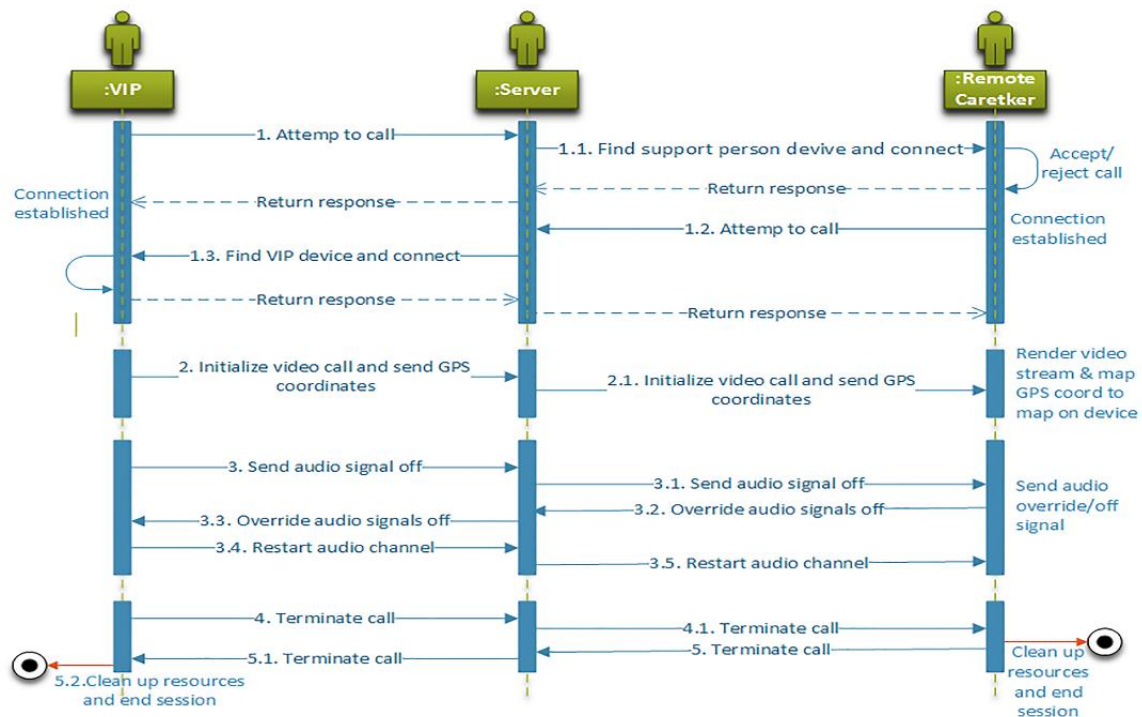 :VIP
:Server
:Remote
Caretker
1. Attemp to call
1.1. Find support person devive and connect
Accept/
reject call
Return response
Connection
established
Return response
1.2. Attemp to call
Connection
established
1.3. Find VIP device and connect
Return response
Return response
2. Initialize video call and send GPS
coordinates
2.1. Initialize video call and send GPS
coordinates
Render video
stream & map
GPS coord to
map on device
3. Send audio signal off
3.1. Send audio signal off
3.2. Override audio signals off
Send audio
override/off
signal
3.3. Override audio signals off
3.4. Restart audio channel
3.5. Restart audio channel
4. Terminate call
4.1. Terminate call
5. Terminate call
5.1. Terminate call
5.2.Clean up resources
and end session
Clean up
resources
and end
session